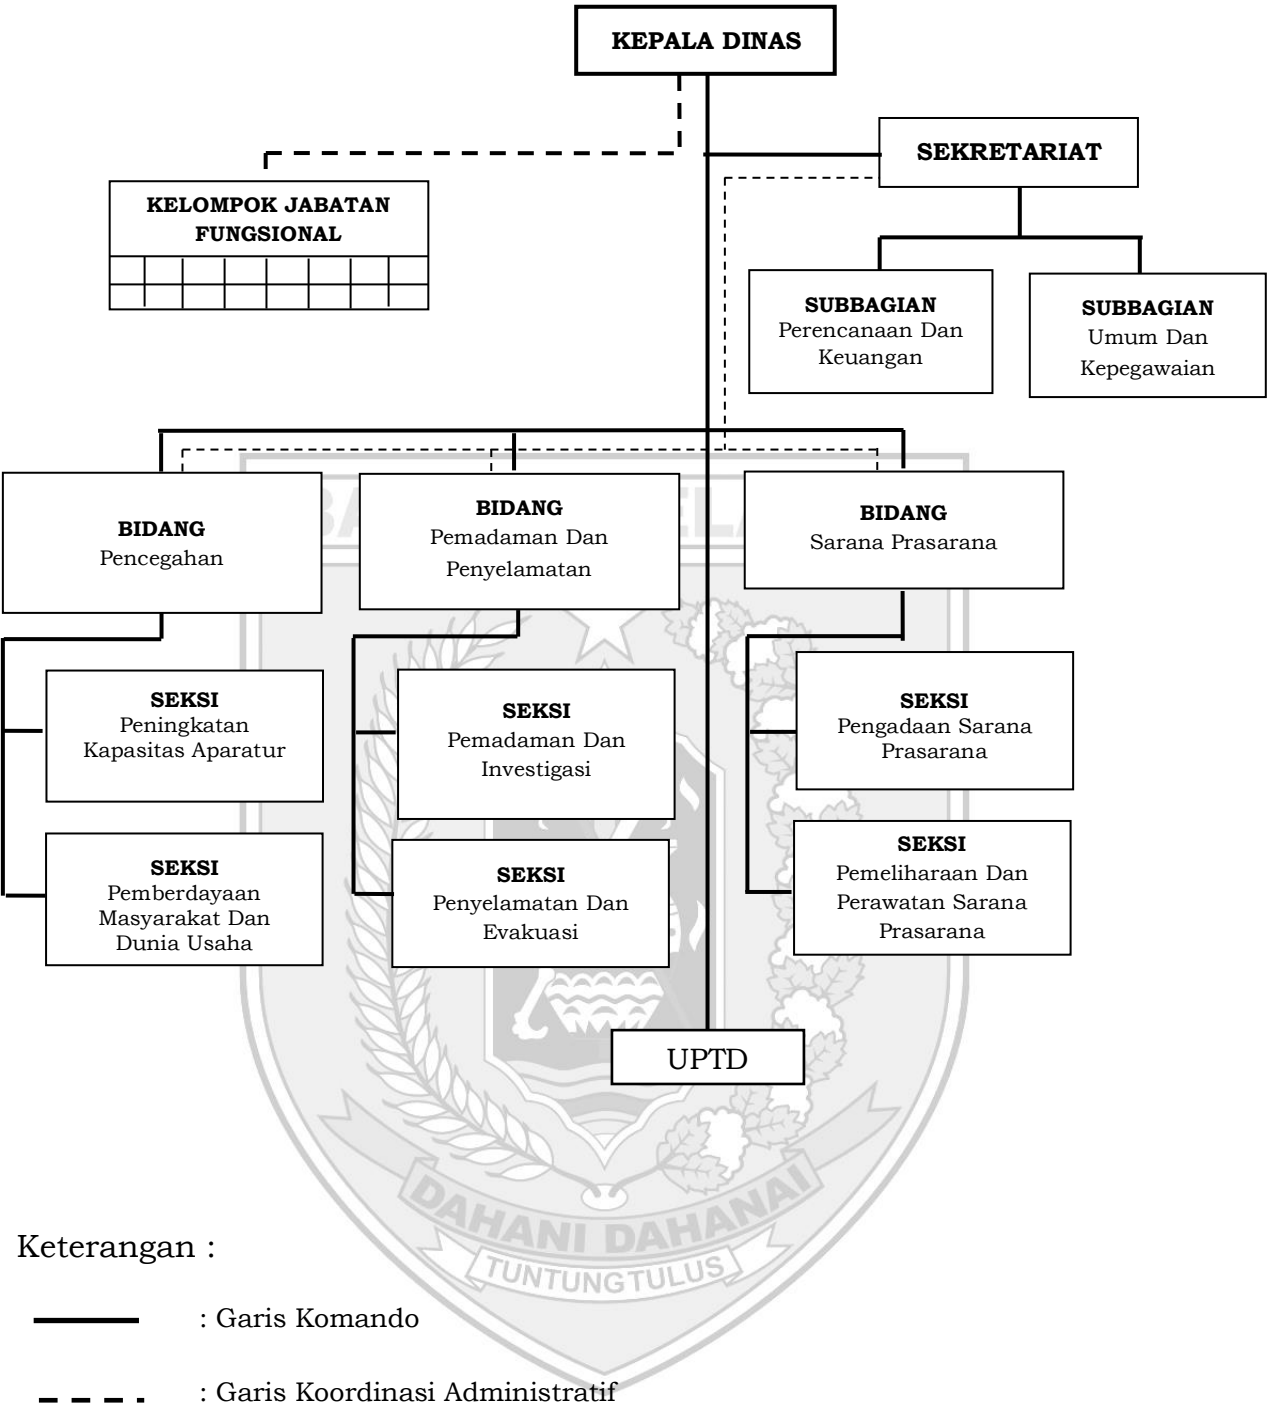 KEPALA DINAS
SEKRETARIAT
KELOMPOK JABATAN
FUNGSIONAL
SUBBAGIAN
Perencanaan Dan
Keuangan
SUBBAGIAN
Umum Dan
Kepegawaian
BIDANG
Pencegahan
BIDANG
Pemadaman Dan
Penyelamatan
BIDANG
Sarana Prasarana
SEKSI
Peningkatan
Kapasitas Aparatur
SEKSI
Pemadaman Dan
Investigasi
SEKSI
Pengadaan Sarana
Prasarana
SEKSI
Pemberdayaan
Masyarakat Dan
Dunia Usaha
SEKSI
Penyelamatan Dan
Evakuasi
SEKSI
Pemeliharaan Dan
Perawatan Sarana
Prasarana
UPTD
DAHANI DAHANAI
TUNTUNG TULUS
Keterangan :
: Garis Komando
: Garis Koordinasi Administratif